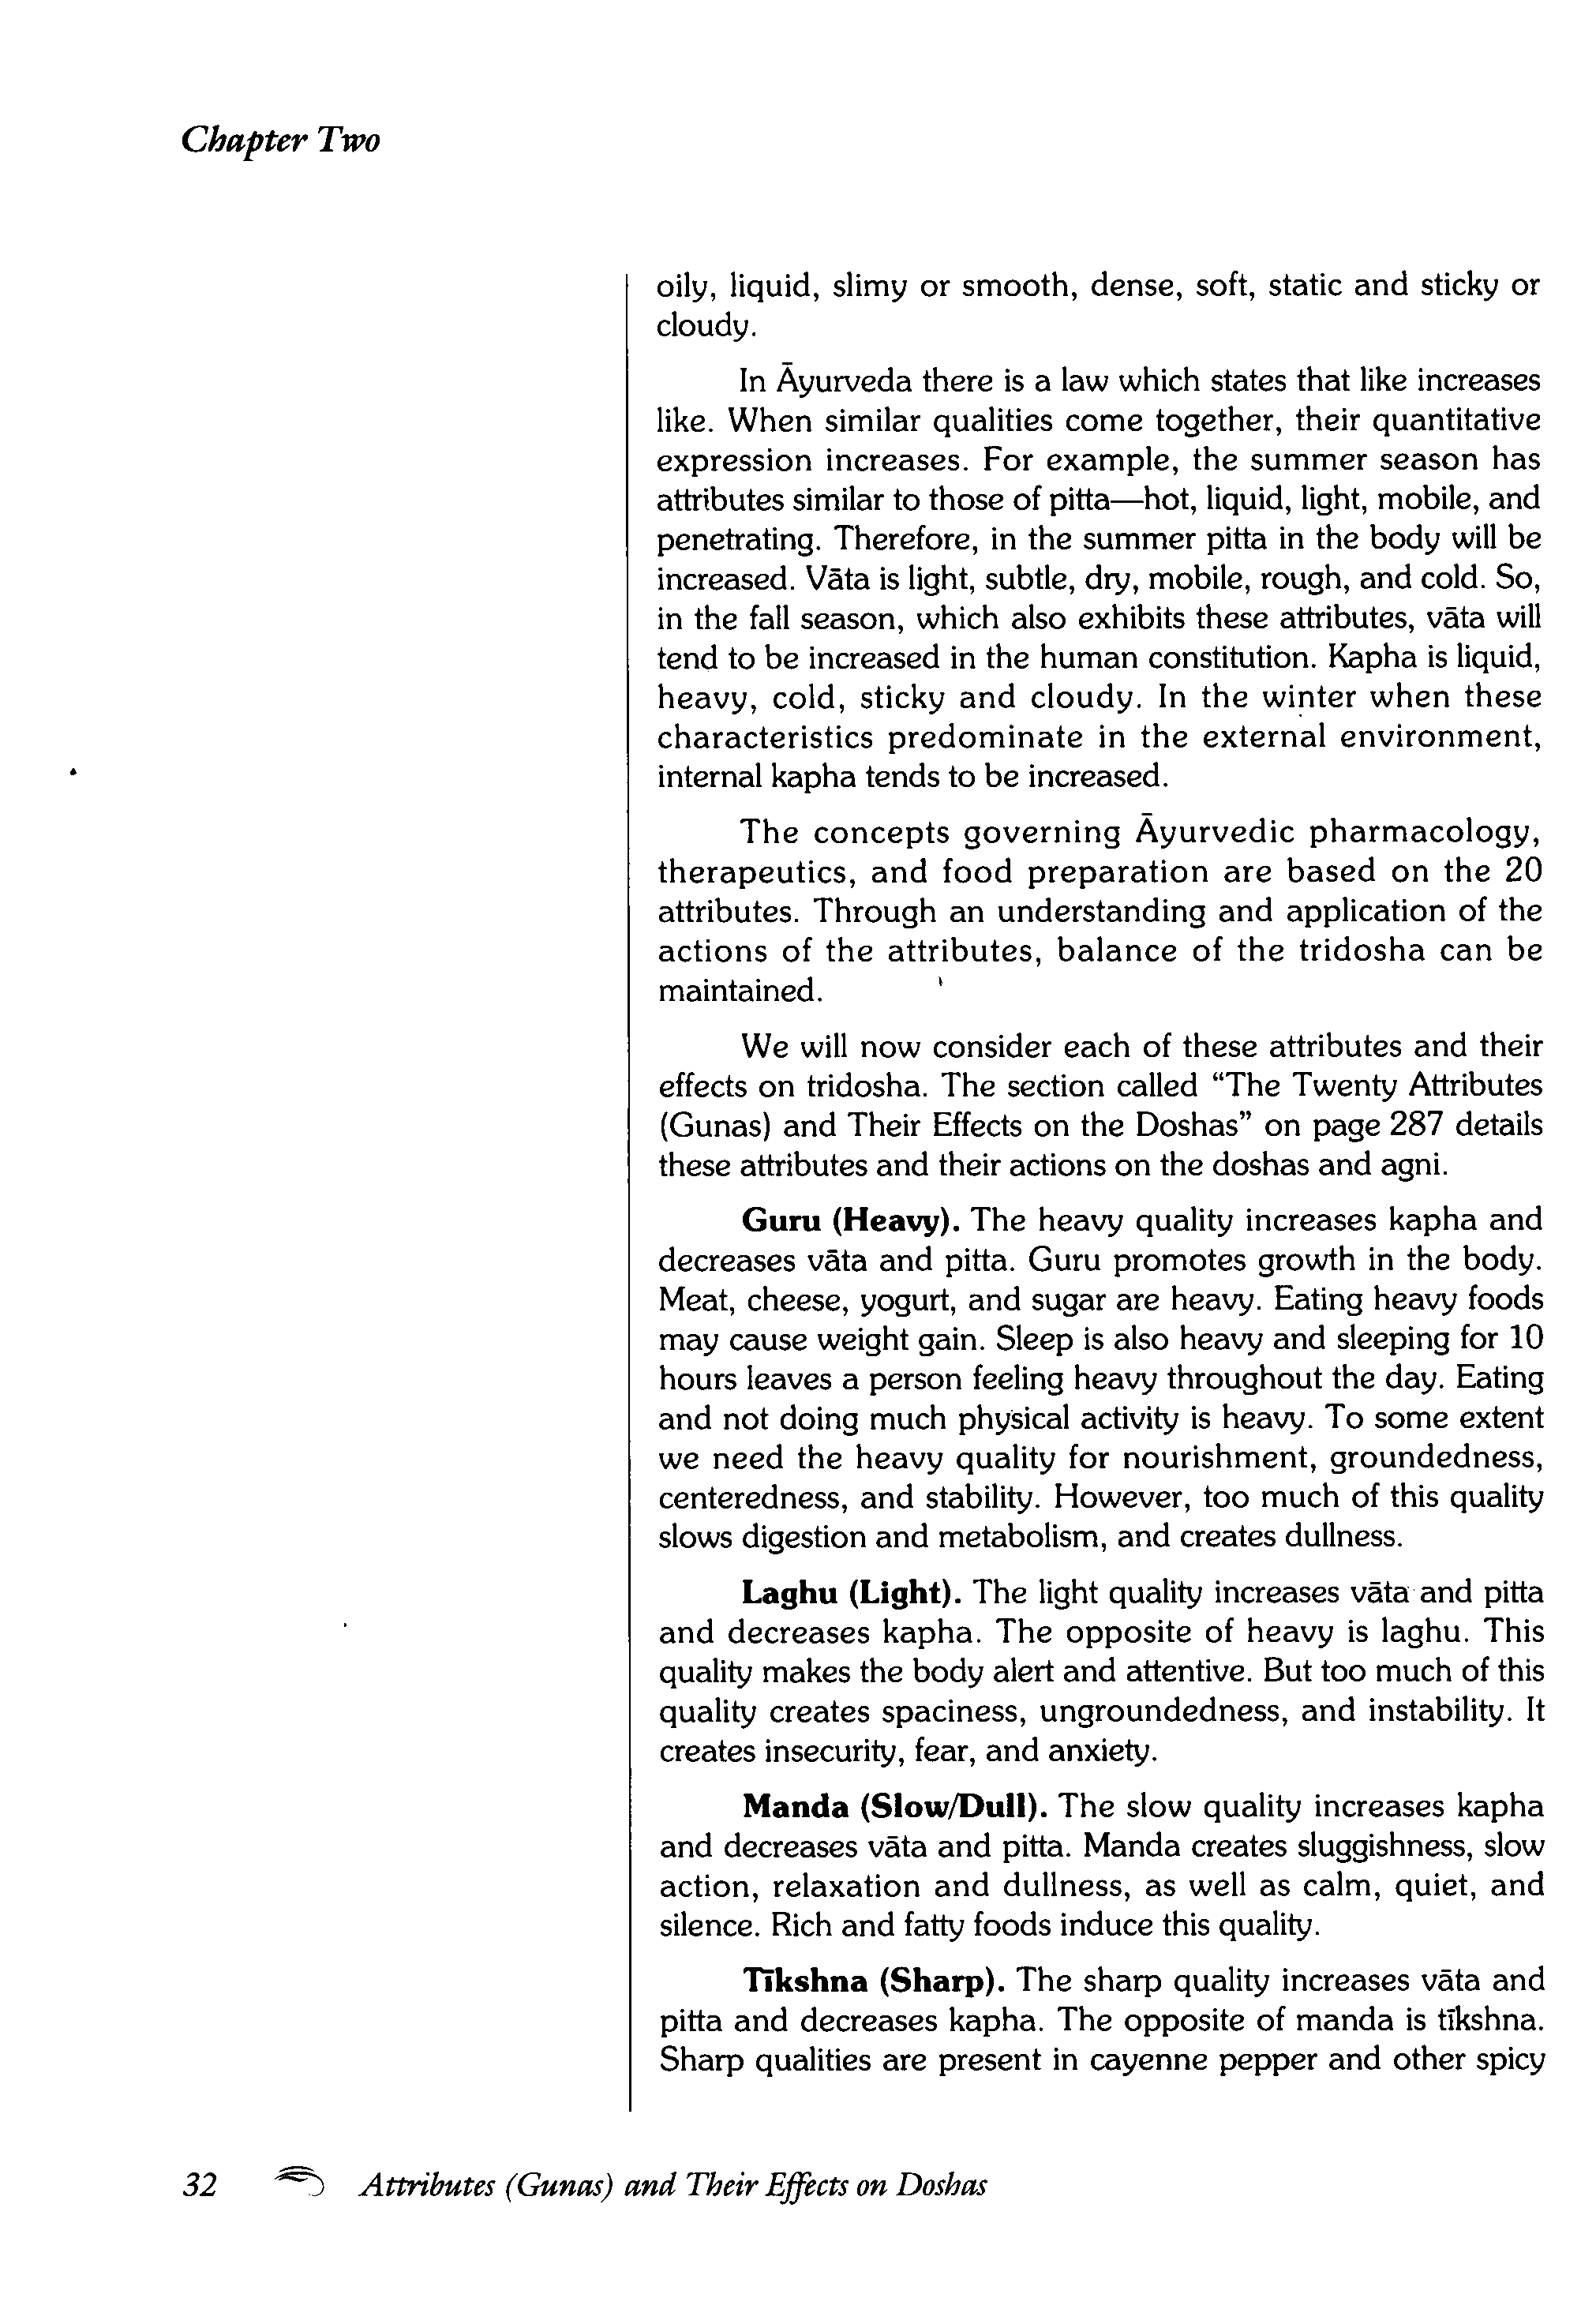 Chapter Two
oily, liquid, slimy or smooth, dense, soft, static and sticky or
cloudy.
In Āyurveda there is a law which states that like increases
like. When similar qualities come together, their quantitative
expression increases. For example, the summer season has
attributes similar to those of pitta—hot, liquid, light, mobile, and
penetrating. Therefore, in the summer pitta in the body will be
increased. Vāta is light, subtle, dry, mobile, rough, and cold. So,
in the fall season, which also exhibits these attributes, vāta will
tend to be increased in the human constitution. Kapha is liquid,
heavy, cold, sticky and cloudy. In the winter when these
characteristics predominate in the external environment,
internal kapha tends to be increased.
The concepts governing Āyurvedic pharmacology,
therapeutics, and food preparation are based on the 20
attributes. Through an understanding and application of the
actions of the attributes, balance of the tridosha can be
maintained.
We will now consider each of these attributes and their
effects on tridosha. The section called “The Twenty Attributes
(Gunas) and Their Effects on the Doshas” on page 287 details
these attributes and their actions on the doshas and agni.
Guru (Heavy). The heavy quality increases kapha and
decreases vāta and pitta. Guru promotes growth in the body.
Meat, cheese, yogurt, and sugar are heavy. Eating heavy foods
may cause weight gain. Sleep is also heavy and sleeping for 10
hours leaves a person feeling heavy throughout the day. Eating
and not doing much physical activity is heavy. To some extent
we need the heavy quality for nourishment, groundedness,
centeredness, and stability. However, too much of this quality
slows digestion and metabolism, and creates dullness.
Laghu (Light). The light quality increases vāta and pitta
and decreases kapha. The opposite of heavy is laghu. This
quality makes the body alert and attentive. But too much of this
quality creates spaciness, ungroundedness, and instability. It
creates insecurity, fear, and anxiety.
Manda (Slow/Dull). The slow quality increases kapha
and decreases vāta and pitta. Manda creates sluggishness, slow
action, relaxation and dullness, as well as calm, quiet, and
silence. Rich and fatty foods induce this quality.
Tīkshna (Sharp). The sharp quality increases vāta and
pitta and decreases kapha. The opposite of manda is tīkshna.
Sharp qualities are present in cayenne pepper and other spicy
32 Attributes (Gunas) and Their Effects on Doshas